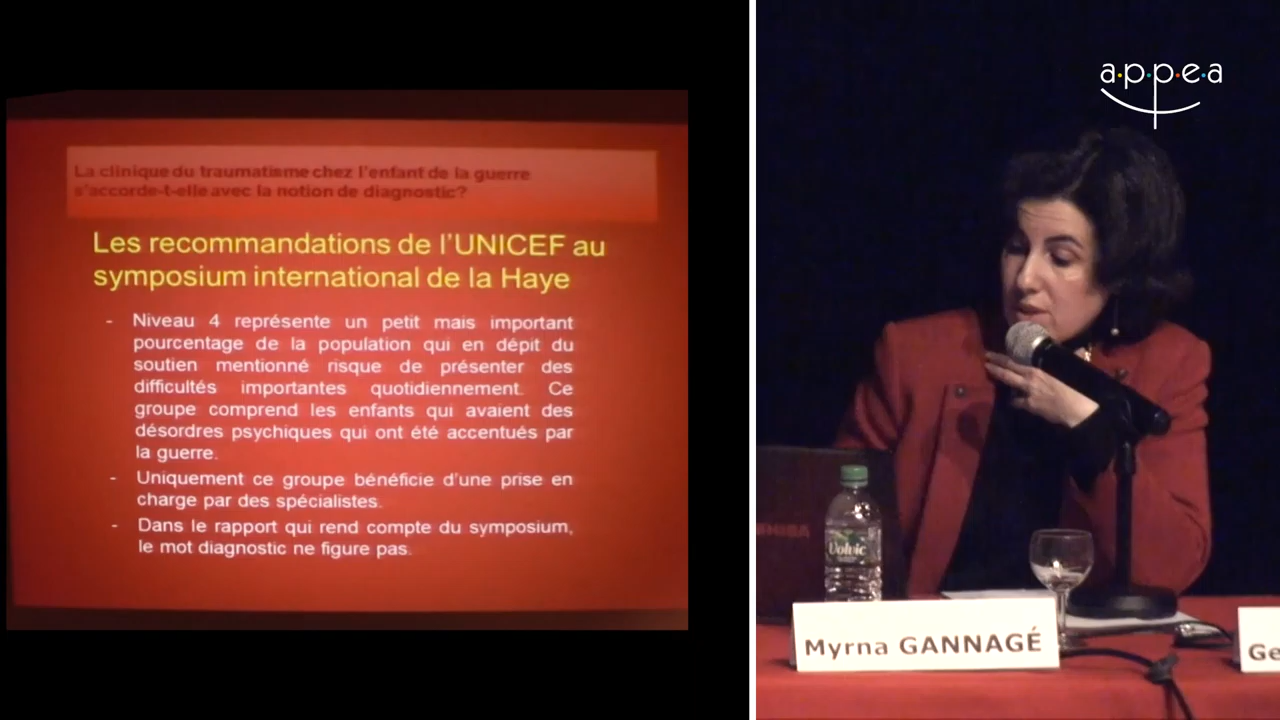 La clinique du traumatisme chez l'enfant de la guerre
s'accorde-t-elle avec la notion de diagnostic?
Les recommandations de l'UNICEF au
symposium international de la Haye
- Niveau 4 représente un petit mais important
pourcentage de la population qui en dépit du
soutien mentionné risque de présenter des
difficultés importantes quotidiennement. Ce
groupe comprend les enfants qui avaient des
désordres psychiques qui ont été accentués par
la guerre.
- Uniquement ce groupe bénéficie d'une prise en
charge par des spécialistes.
- Dans le rapport qui rend compte du symposium,
le mot diagnostic ne figure pas.
a·p·p·e·a
Volvic
Myrna GANNAGÉ
Ge